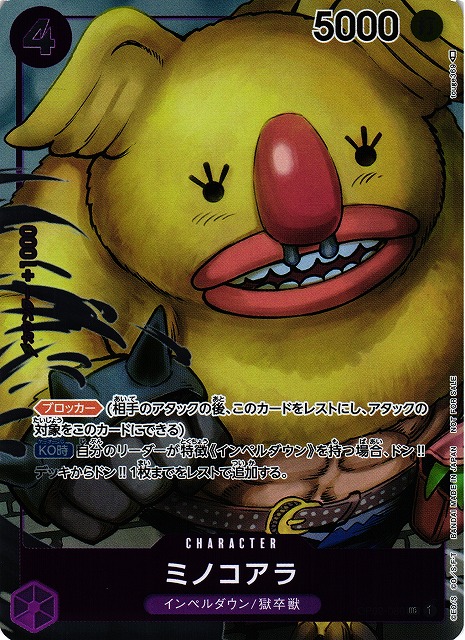 4
5000
カウンター+1000
ブロッカー (相手のアタックの後、このカードをレストにし、アタックの
対象をこのカードにできる)
KO時 自分のリーダーが特徴《インペルダウン》を持つ場合、ドン!!
デッキからドン!!1枚までをレストで追加する。
CHARACTER
ミノコアラ
インペルダウン/獄卒獣
BANDAI MADE IN JAPAN NOT FOR SALE